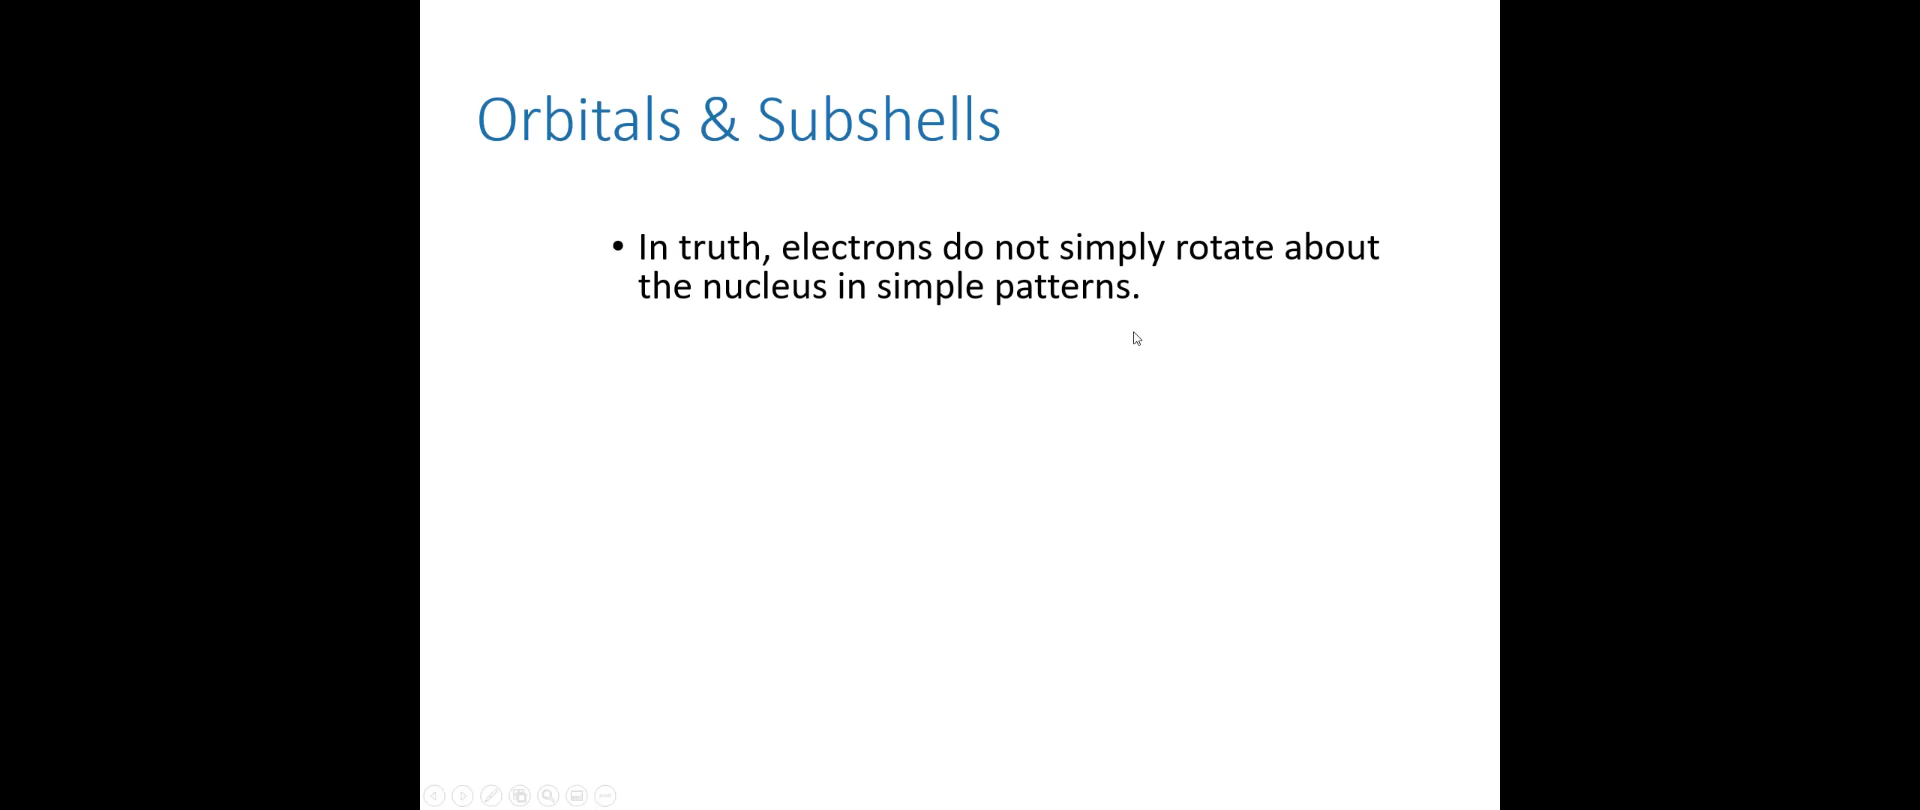 Orbitals & Subshells
• In truth, electrons do not simply rotate about
the nucleus in simple patterns.